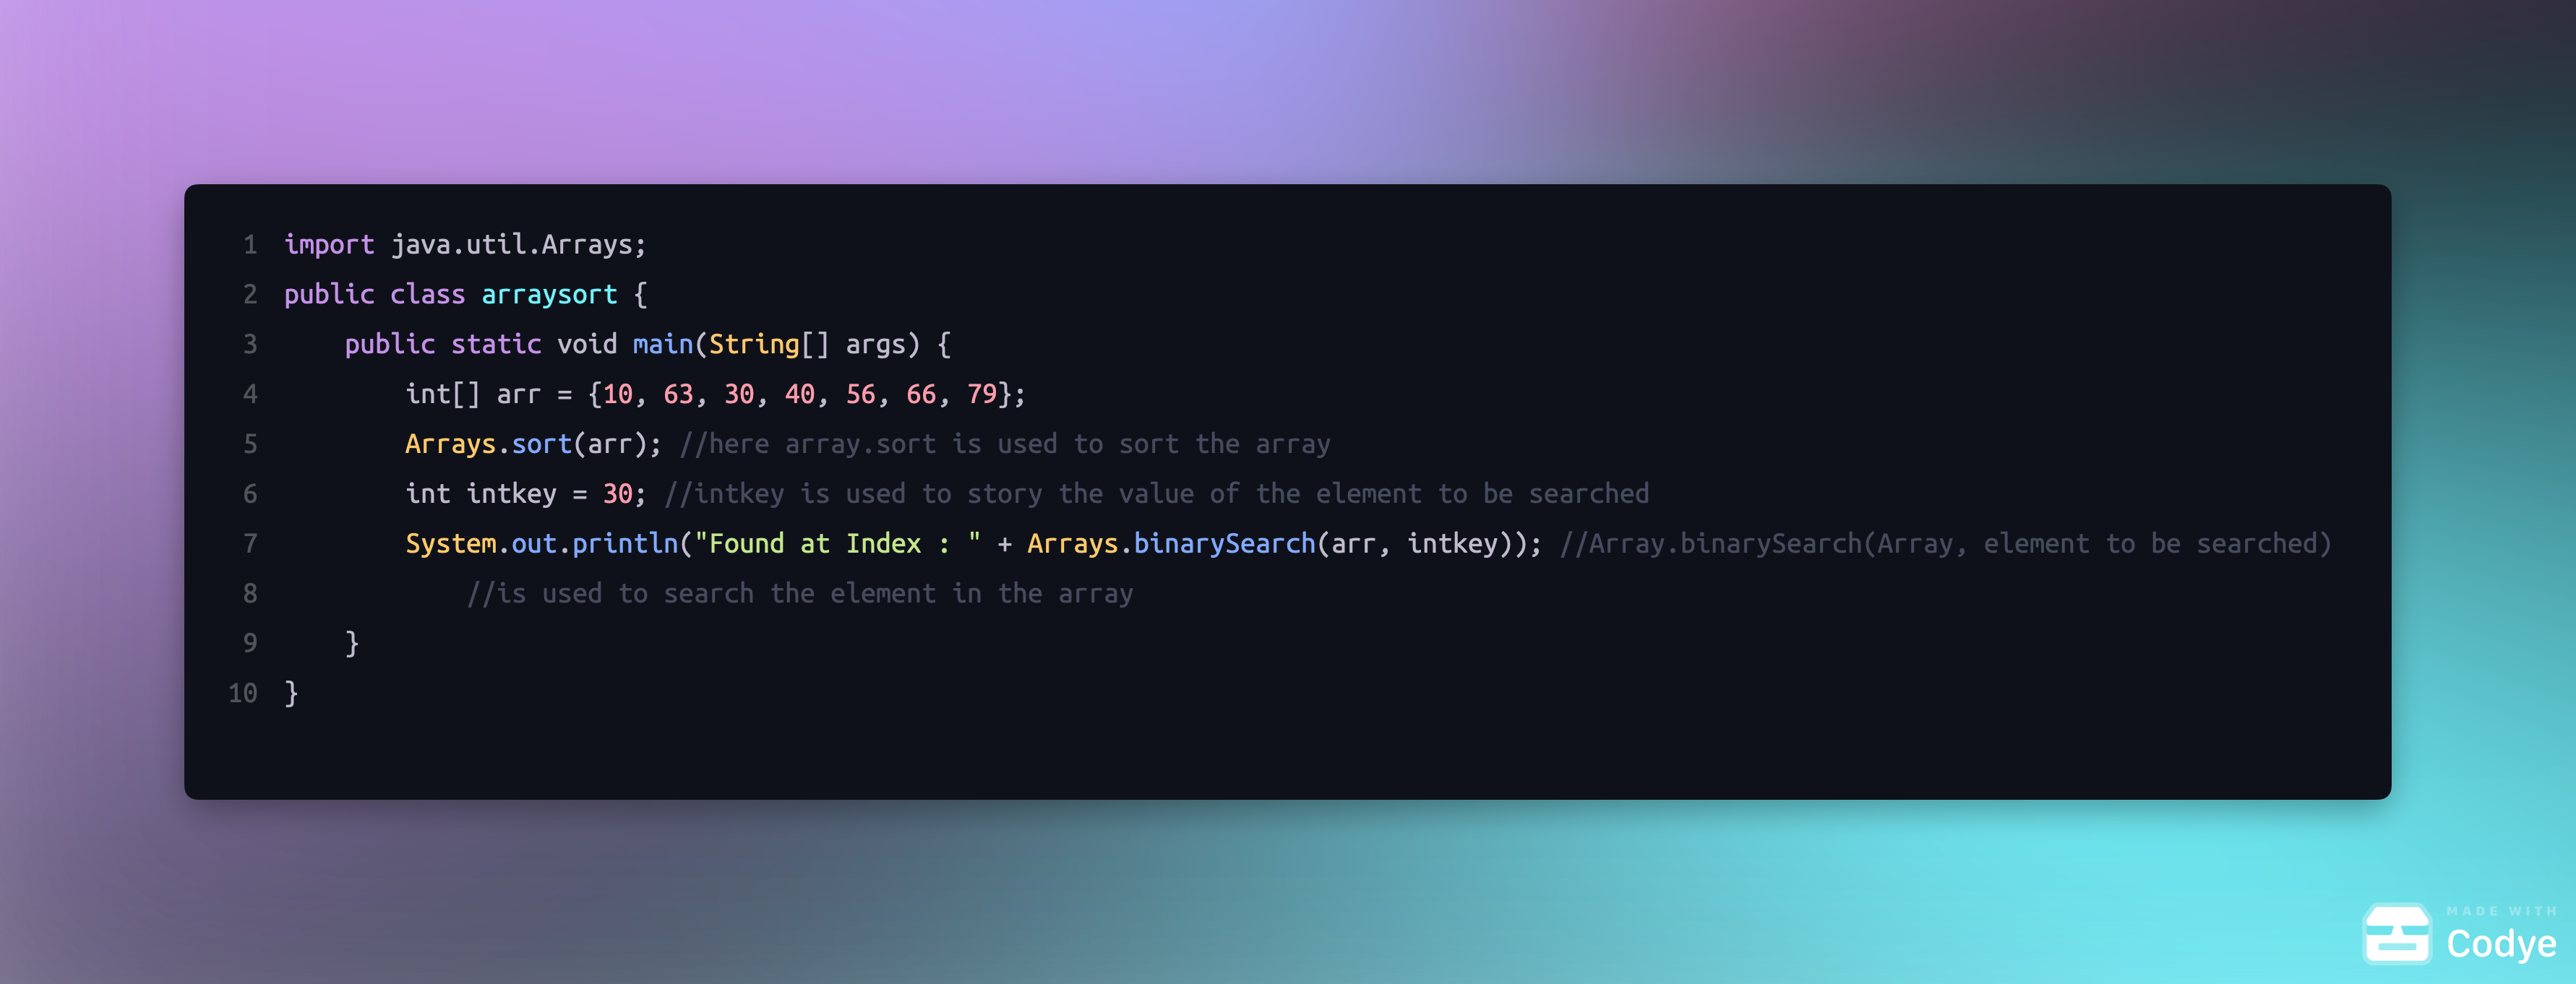 1 import java.util.Arrays;
2 public class arraysort {
3     public static void main(String[] args) {
4         int[] arr = {10, 63, 30, 40, 56, 66, 79};
5         Arrays.sort(arr); //here array.sort is used to sort the array
6         int intkey = 30; //intkey is used to story the value of the element to be searched
7         System.out.println("Found at Index : " + Arrays.binarySearch(arr, intkey)); //Array.binarySearch(Array, element to be searched)
8             //is used to search the element in the array
9     }
10 }
MADE WITH
Codye